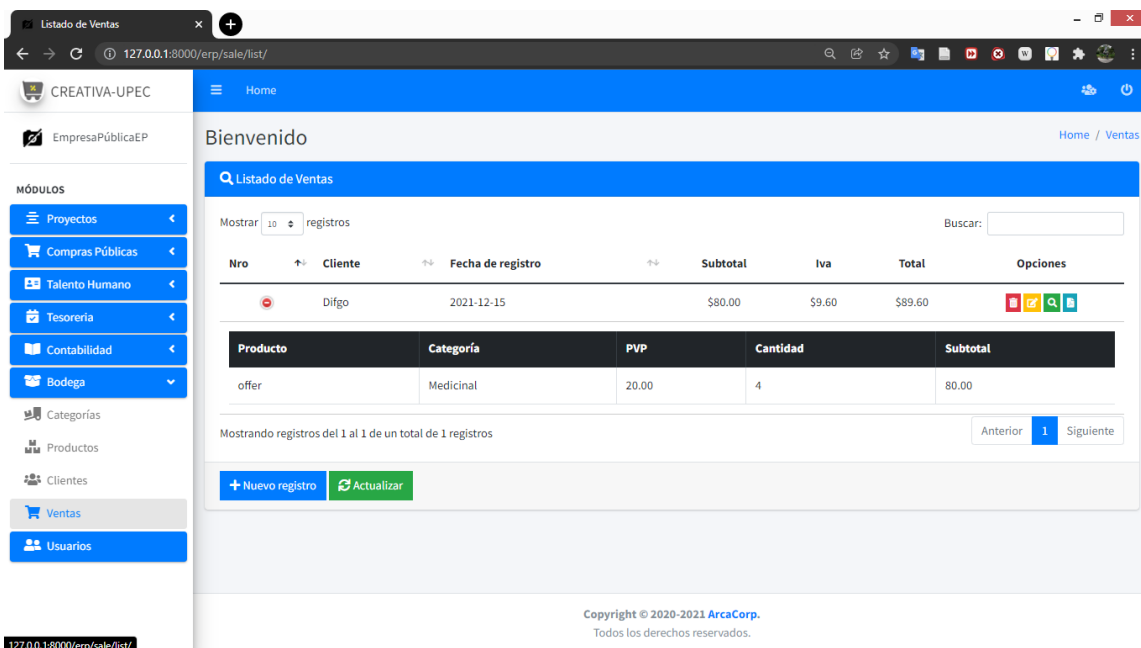 Listado de Ventas
127.0.0.1:8000/erp/sale/list/
CREATIVA-UPEC
Home
EmpresaPúblicaEP
Bienvenido
Home / Ventas
MÓDULOS
Proyectos
Compras Públicas
Talento Humano
Tesoreria
Contabilidad
Bodega
Categorías
Productos
Clientes
Ventas
Usuarios
Listado de Ventas
Mostrar 10 registros
Buscar:
Nro Cliente Fecha de registro Subtotal Iva Total Opciones
Difgo 2021-12-15 $80.00 $9.60 $89.60
Producto Categoría PVP Cantidad Subtotal
offer Medicinal 20.00 4 80.00
Mostrando registros del 1 al 1 de un total de 1 registros
Anterior 1 Siguiente
Nuevo registro Actualizar
Copyright © 2020-2021 ArcaCorp.
Todos los derechos reservados.
127.0.0.1:8000/erp/sale/list/